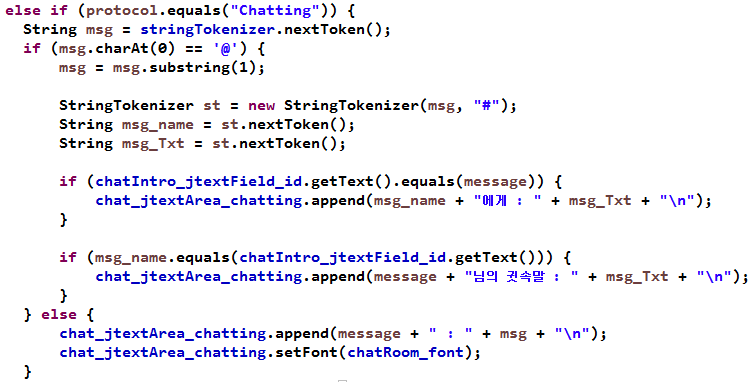 else if (protocol.equals("Chatting")) {
  String msg = stringTokenizer.nextToken();
  if (msg.charAt(0) == '@') {
      msg = msg.substring(1);

      StringTokenizer st = new StringTokenizer(msg, "#");
      String msg_name = st.nextToken();
      String msg_Txt = st.nextToken();

      if (chatIntro_jtextField_id.getText().equals(message)) {
          chat_jtextArea_chatting.append(msg_name + "에게 : " + msg_Txt + "\n");
      }

      if (msg_name.equals(chatIntro_jtextField_id.getText())) {
          chat_jtextArea_chatting.append(message + "님의 귓속말 : " + msg_Txt + "\n");
      }
  } else {
      chat_jtextArea_chatting.append(message + " : " + msg + "\n");
      chat_jtextArea_chatting.setFont(chatRoom_font);
  }